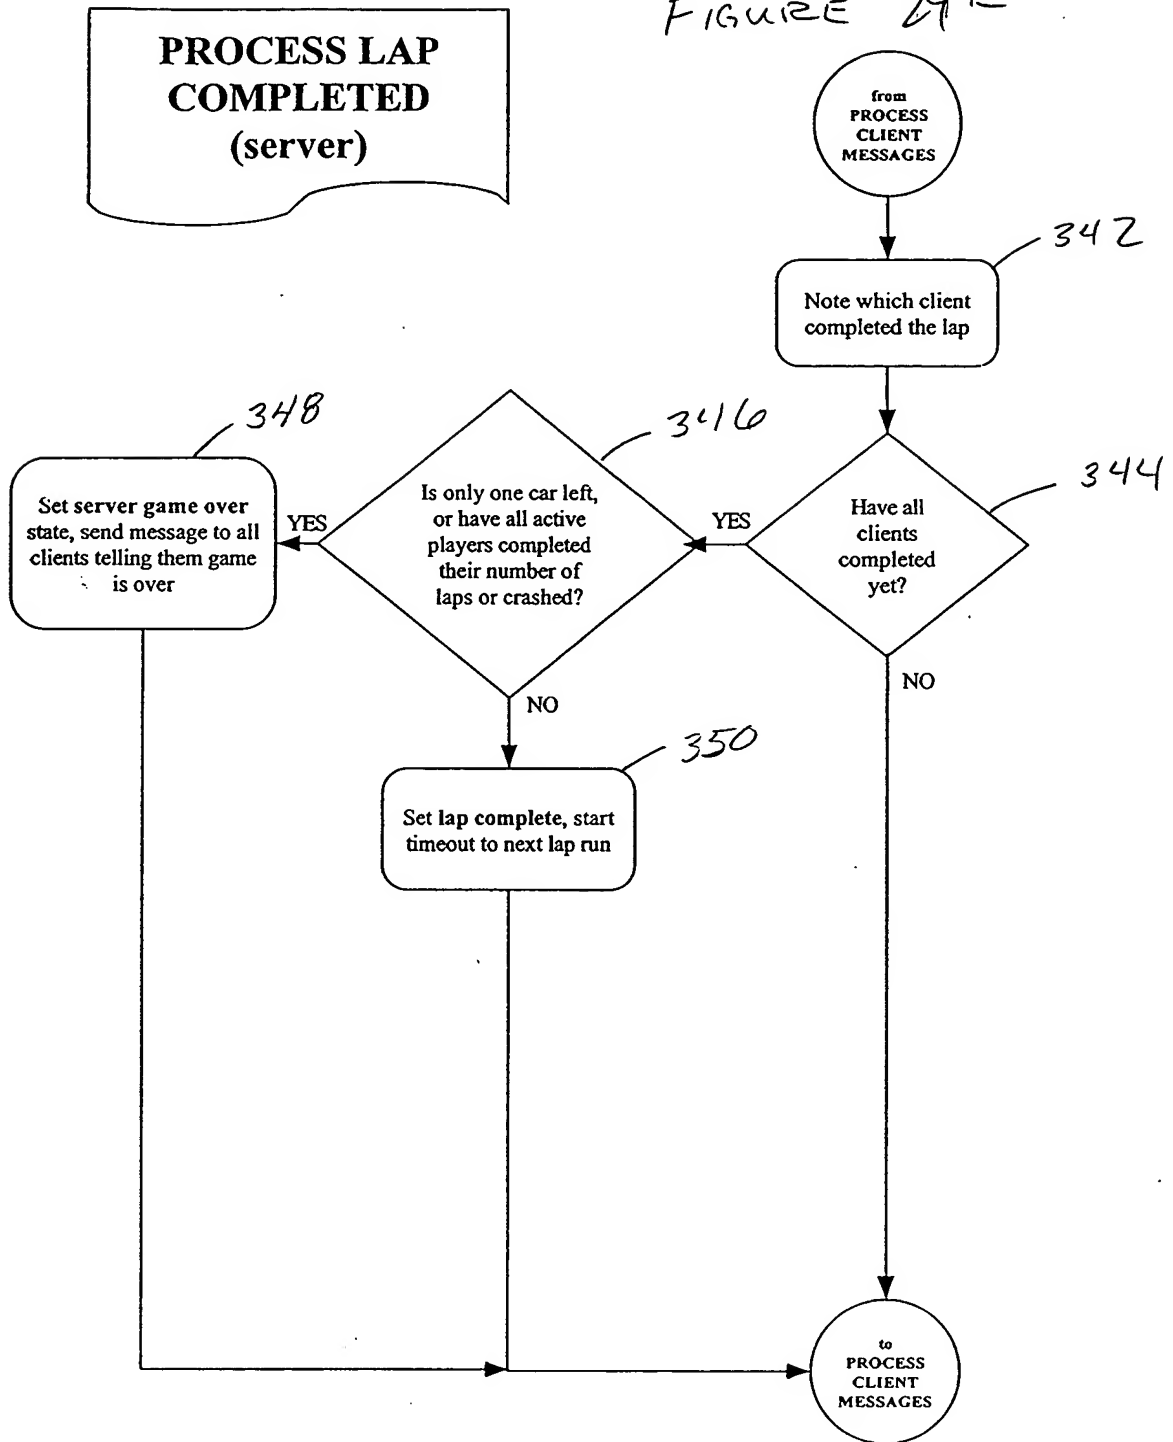 FIGURE
PROCESS LAP
COMPLETED
(server)
from
PROCESS
CLIENT
MESSAGES
342
Note which client
completed the lap
348
346
344
Set server game over
state, send message to all
clients telling them game
is over
YES
Is only one car left,
or have all active
players completed
their number of
laps or crashed?
YES
Have all
clients
completed
yet?
NO
NO
350
Set lap complete, start
timeout to next lap run
to
PROCESS
CLIENT
MESSAGES